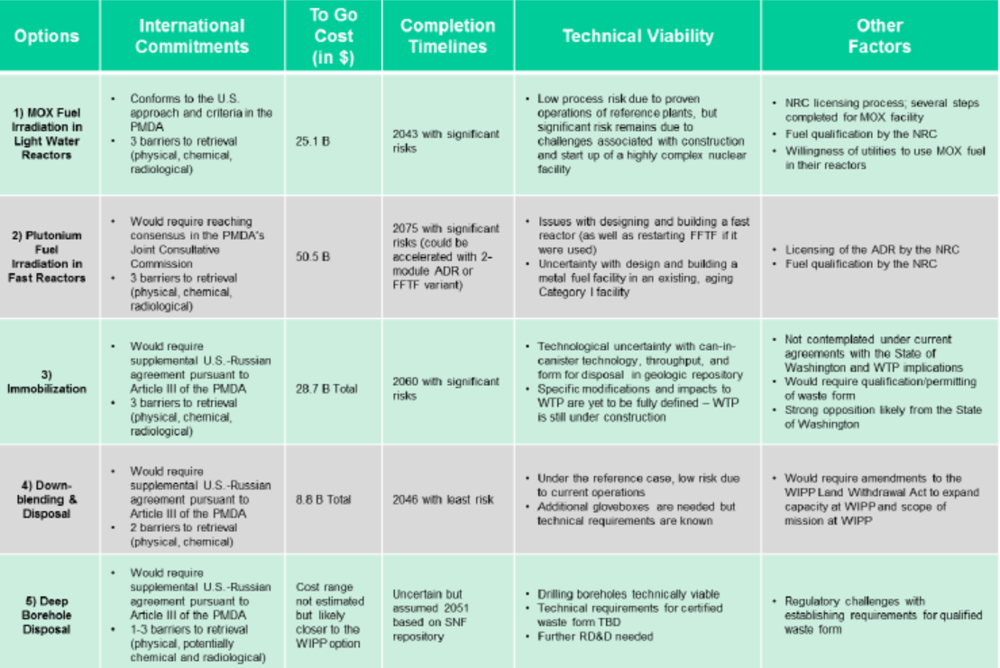 Options
International
Commitments
To Go
Cost
(in $)
Completion
Timelines
Technical Viability
Other
Factors
1) MOX Fuel
Irradiation in
Light Water
Reactors
• Conforms to the U.S.
approach and criteria in the
PMDA
• 3 barriers to retrieval
(physical, chemical,
radiological)
25.1 B
2043 with significant
risks
• Low process risk due to proven
operations of reference plants, but
significant risk remains due to
challenges associated with construction
and start up of a highly complex nuclear
facility
• NRC licensing process; several steps
completed for MOX facility
• Fuel qualification by the NRC
• Willingness of utilities to use MOX fuel
in their reactors
2) Plutonium
Fuel
Irradiation in
Fast Reactors
• Would require reaching
consensus in the PMDA's
Joint Consultative
Commission
• 3 barriers to retrieval
(physical, chemical,
radiological)
50.5 B
2075 with significant
risks (could be
accelerated with 2-
module ADR or
FFTF variant)
• Issues with designing and building a fast
reactor (as well as restarting FFTF if it
were used)
• Uncertainty with design and building a
metal fuel facility in an existing, aging
Category I facility
• Licensing of the ADR by the NRC
• Fuel qualification by the NRC
3)
Immobilization
• Would require
supplemental U.S.-Russian
agreement pursuant to
Article III of the PMDA
• 3 barriers to retrieval
(physical, chemical,
radiological)
28.7 B Total
2060 with significant
risks
• Technological uncertainty with can-in-
canister technology, throughput, and
form for disposal in geologic repository
• Specific modifications and impacts to
WTP are yet to be fully defined – WTP
is still under construction
• Not contemplated under current
agreements with the State of
Washington and WTP implications
• Would require qualification/permitting
of waste form
• Strong opposition likely from the State
of Washington
4) Down-
blending &
Disposal
• Would require
supplemental U.S.-Russian
agreement pursuant to
Article III of the PMDA
• 2 barriers to retrieval
(physical, chemical)
8.8 B Total
2046 with least risk
• Under the reference case, low risk due
to current operations
• Additional gloveboxes are needed but
technical requirements are known
• Would require amendments to the
WIPP Land Withdrawal Act to expand
capacity at WIPP and scope of
mission at WIPP
5) Deep
Borehole
Disposal
• Would require
supplemental U.S.-Russian
agreement pursuant to
Article III of the PMDA
• 1-3 barriers to retrieval
(physical, potentially
chemical and radiological)
Cost range
not estimated
but likely
closer to the
WIPP option
Uncertain but
assumed 2051
based on SNF
repository
• Drilling boreholes technically viable
• Technical requirements for certified
waste form TBD
• Further RD&D needed
• Regulatory challenges with
establishing requirements for qualified
waste form